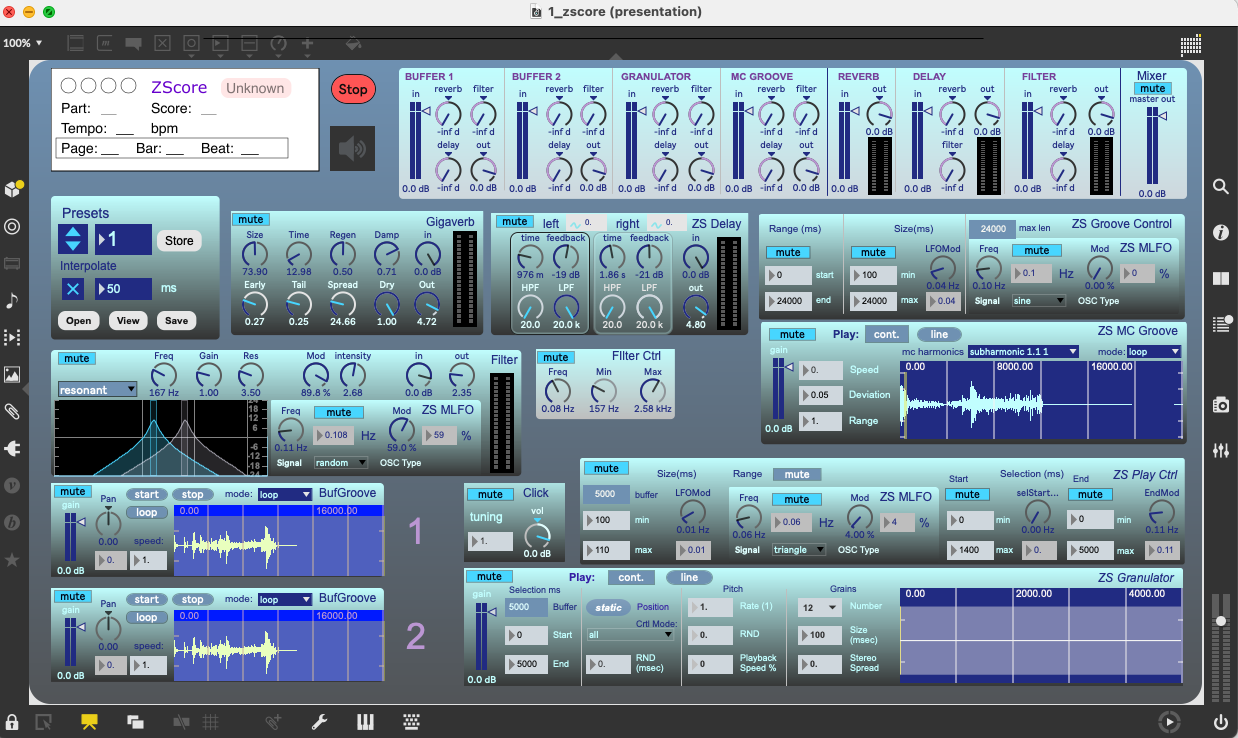 1_zscore (presentation)
100%
ZScore Unknown
Part: __ Score: __
Tempo: __ bpm
Page: __ Bar: __ Beat: __
Stop
BUFFER 1
in reverb filter
-inf d -inf d
delay out
0.0 dB -inf d -inf d
BUFFER 2
in reverb filter
-inf d -inf d
delay out
0.0 dB -inf d -inf d
GRANULATOR
in reverb filter
-inf d -inf d
delay out
0.0 dB -inf d -inf d
MC GROOVE
in reverb filter
-inf d -inf d
delay out
0.0 dB -inf d -inf d
REVERB
in out
0.0 dB
0.0 dB
DELAY
in reverb out
-inf d 0.0 dB
filter
0.0 dB -inf d
FILTER
in reverb out
-inf d 0.0 dB
delay
0.0 dB -inf d
Mixer
mute
master out
0.0 dB
Presets
1 Store
Interpolate
50 ms
Open View Save
mute Gigaverb
Size Time Regen Damp in
73.90 12.98 0.50 0.71 0.0 dB
Early Tail Spread Dry Out
0.27 0.25 24.66 1.00 4.72
mute left 0. right 0. ZS Delay
time feedback time feedback in
976 m -19 dB 1.86 s -21 dB 0.0 dB
HPF LPF HPF LPF out
20.0 20.0 k 20.0 20.0 k 4.80
Range (ms)
mute
0 start
24000 end
Size(ms)
mute LFOMod
100 min 0.04 Hz
24000 max 0.04
24000 max len ZS Groove Control
Freq mute Mod ZS MLFO
0.10 Hz 0.1 Hz 0.00 % 0 %
Signal sine OSC Type
mute Filter
Freq Gain Res Mod intensity in out
resonant 167 Hz 1.00 3.50 89.8 % 2.68 0.0 dB 2.35
24
18
12
6
-6
-12
-18
-24
Freq mute Mod ZS MLFO
0.11 Hz 0.108 Hz 59.0 % 59 %
Signal random OSC Type
mute FIlter Ctrl
Freq Min Max
0.08 Hz 157 Hz 2.58 kHz
mute Play: cont. line ZS MC Groove
gain mc harmonics subharmonic 1.1 1 mode: loop
0. Speed
0.05 Deviation
1. Range
0.0 dB
0.00 8000.00 16000.00
mute Pan start stop mode: loop BufGroove
gain loop
0.00 speed:
0.0 dB 0. 1.
0.00 16000.00
1
mute Pan start stop mode: loop BufGroove
gain loop
0.00 speed:
0.0 dB 0. 1.
0.00 16000.00
2
mute Click
tuning vol
1. 0.0 dB
mute Size(ms) Range mute Selection (ms) ZS Play Ctrl
5000 buffer LFOMod
100 min 0.01 Hz
110 max 0.01
Freq mute Mod ZS MLFO
0.06 Hz 0.06 Hz 4.00 % 4 %
Signal triangle OSC Type
Start End
mute selStart... mute EndMod
0 min 0.00 Hz 0 min 0.11 Hz
1400 max 0. 5000 max 0.11
mute Play: cont. line ZS Granulator
gain Selection ms Pitch Grains
5000 Buffer static Position 1. Rate (1) 12 Number
Crtl Mode:
0 Start all 0. RND 100 Size (msec)
5000 End 0. RND (msec) 0 Playback Speed % 0. Stereo Spread
0.0 dB
0.00 2000.00 4000.00